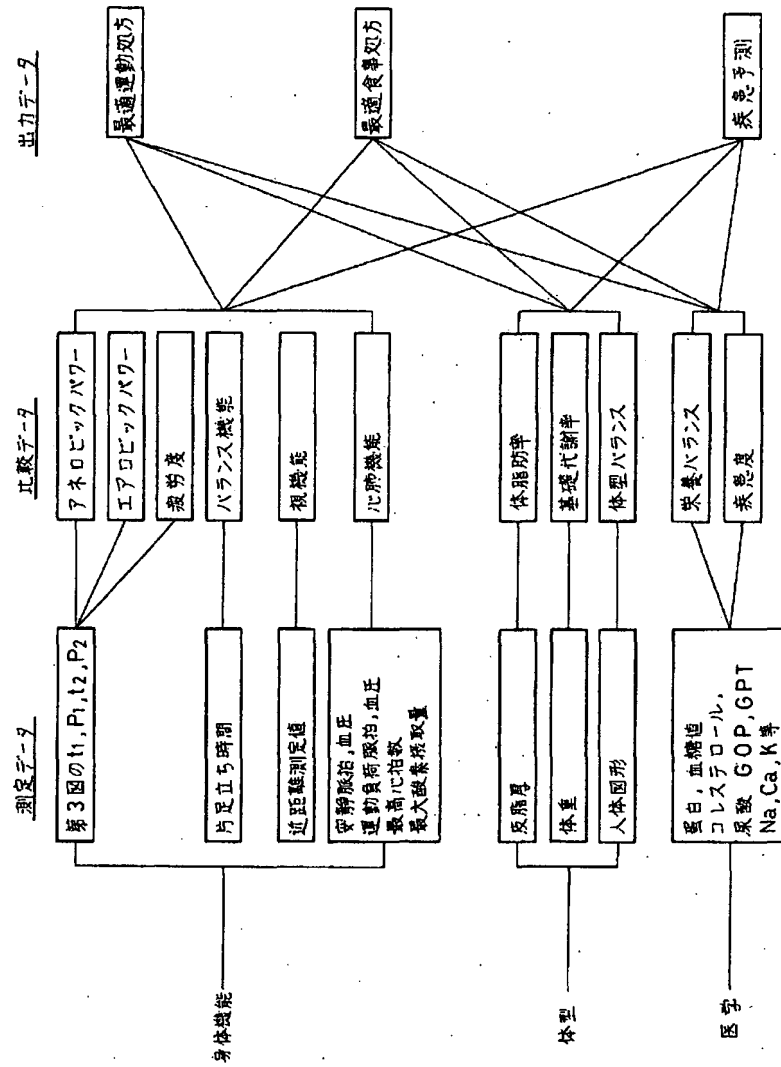 測定データ
比較データ
出力データ
身体機能
第3図のt1,P1,t2,P2
片足立ち時間
近距離測定値
安静脈拍,血圧
運動負荷脈拍,血圧
最高心拍数
最大酸素摂取量
アネロビックパワー
エアロビックパワー
疲労度
バランス機能
視機能
心肺機能
体型
皮脂厚
体重
人体図形
体脂肪率
基礎代謝率
体型バランス
医学
蛋白,血糖値
コレステロール,
尿酸 GOP,GPT
Na,Ca,K等
栄養バランス
疾患度
最適運動処方
最適食事処方
疾患予測